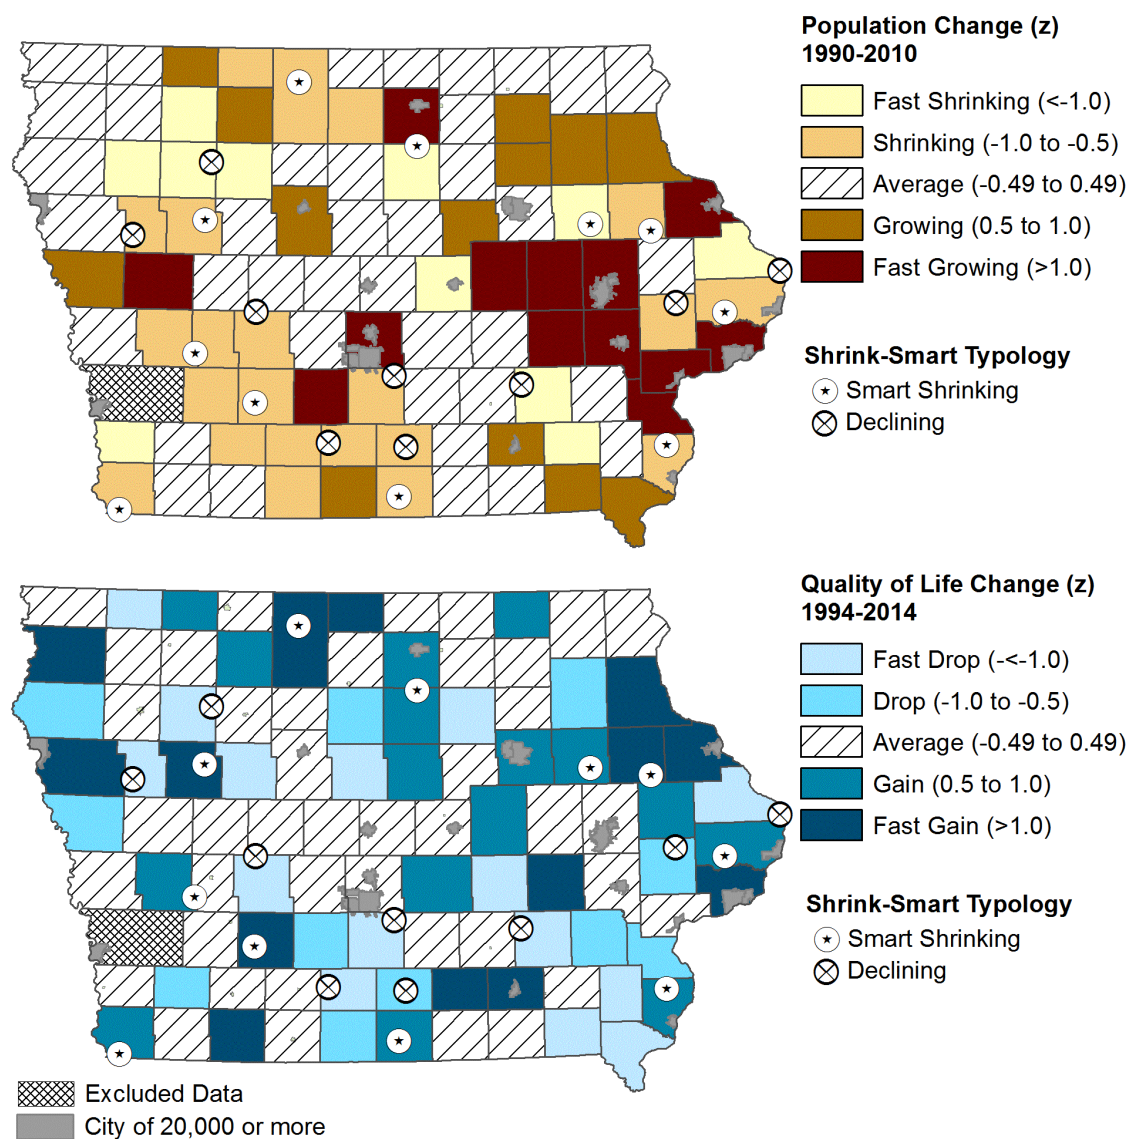 Population Change (z)
1990-2010
Fast Shrinking (<-1.0)
Shrinking (-1.0 to -0.5)
Average (-0.49 to 0.49)
Growing (0.5 to 1.0)
Fast Growing (>1.0)
Shrink-Smart Typology
Smart Shrinking
Declining
Quality of Life Change (z)
1994-2014
Fast Drop (-<-1.0)
Drop (-1.0 to -0.5)
Average (-0.49 to 0.49)
Gain (0.5 to 1.0)
Fast Gain (>1.0)
Shrink-Smart Typology
Smart Shrinking
Declining
Excluded Data
City of 20,000 or more